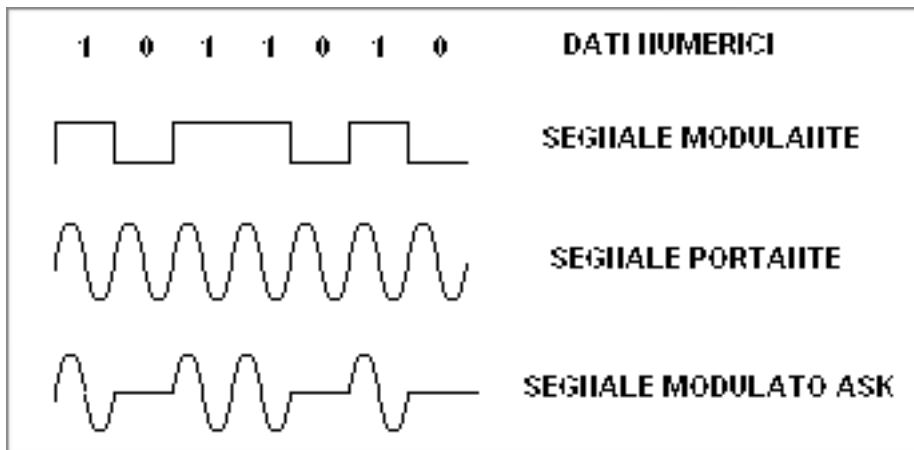 1 0 1 1 0 1 0 DATI NUMERICI
SEGNALE MODULANTE
SEGNALE PORTANTE
SEGNALE MODULATO ASK